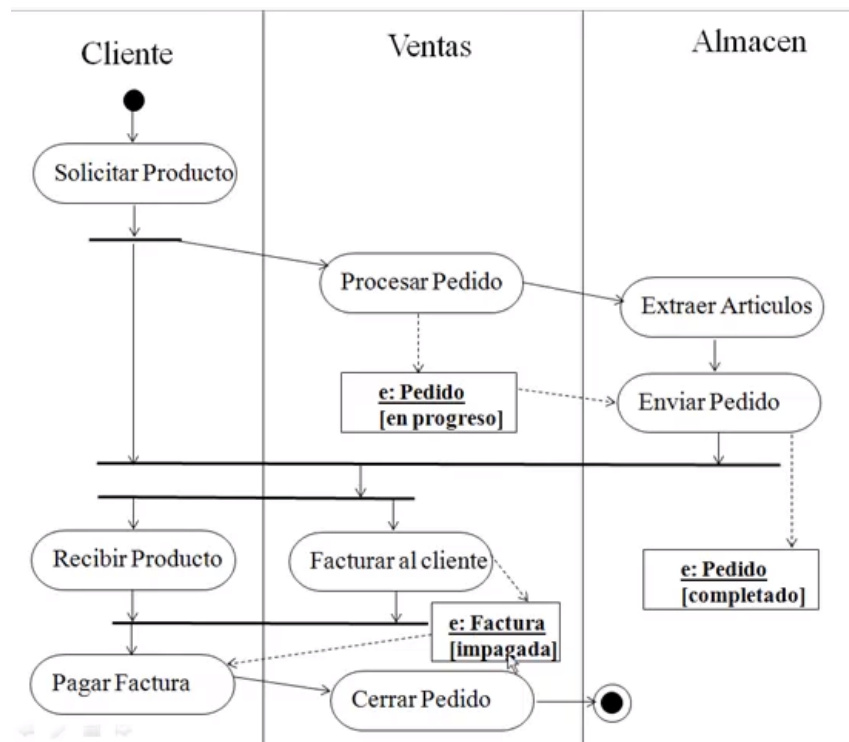 Cliente
Ventas
Almacen
Solicitar Producto
Procesar Pedido
Extraer Articulos
e: Pedido
[en progreso]
Enviar Pedido
Recibir Producto
Facturar al cliente
e: Pedido
[completado]
e: Factura
[impagada]
Pagar Factura
Cerrar Pedido